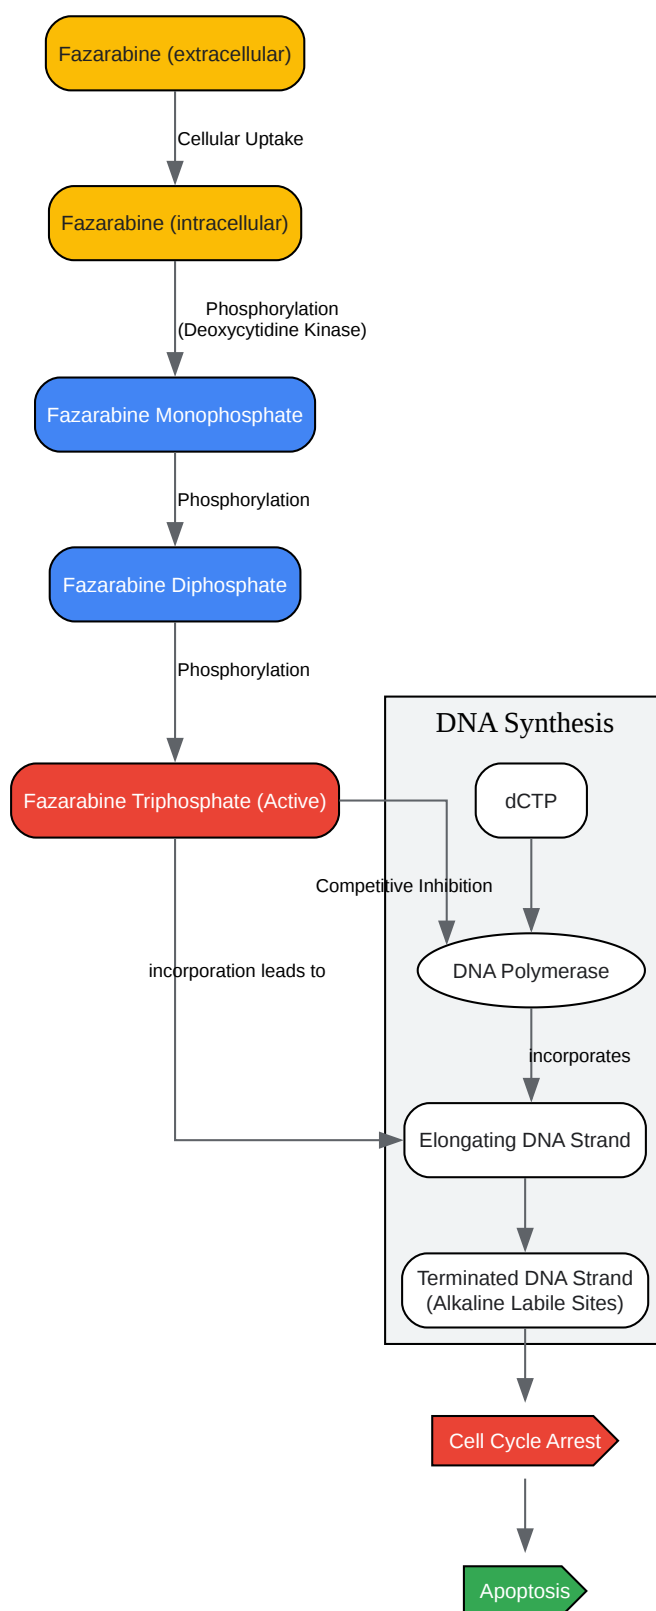 Fazarabine (extracellular)
Cellular Uptake
Fazarabine (intracellular)
Phosphorylation
(Deoxycytidine Kinase)
Fazarabine Monophosphate
Phosphorylation
Fazarabine Diphosphate
Phosphorylation
DNA Synthesis
Fazarabine Triphosphate (Active)
dCTP
Competitive Inhibition
incorporation leads to
DNA Polymerase
incorporates
Elongating DNA Strand
Terminated DNA Strand
(Alkaline Labile Sites)
Cell Cycle Arrest
Apoptosis